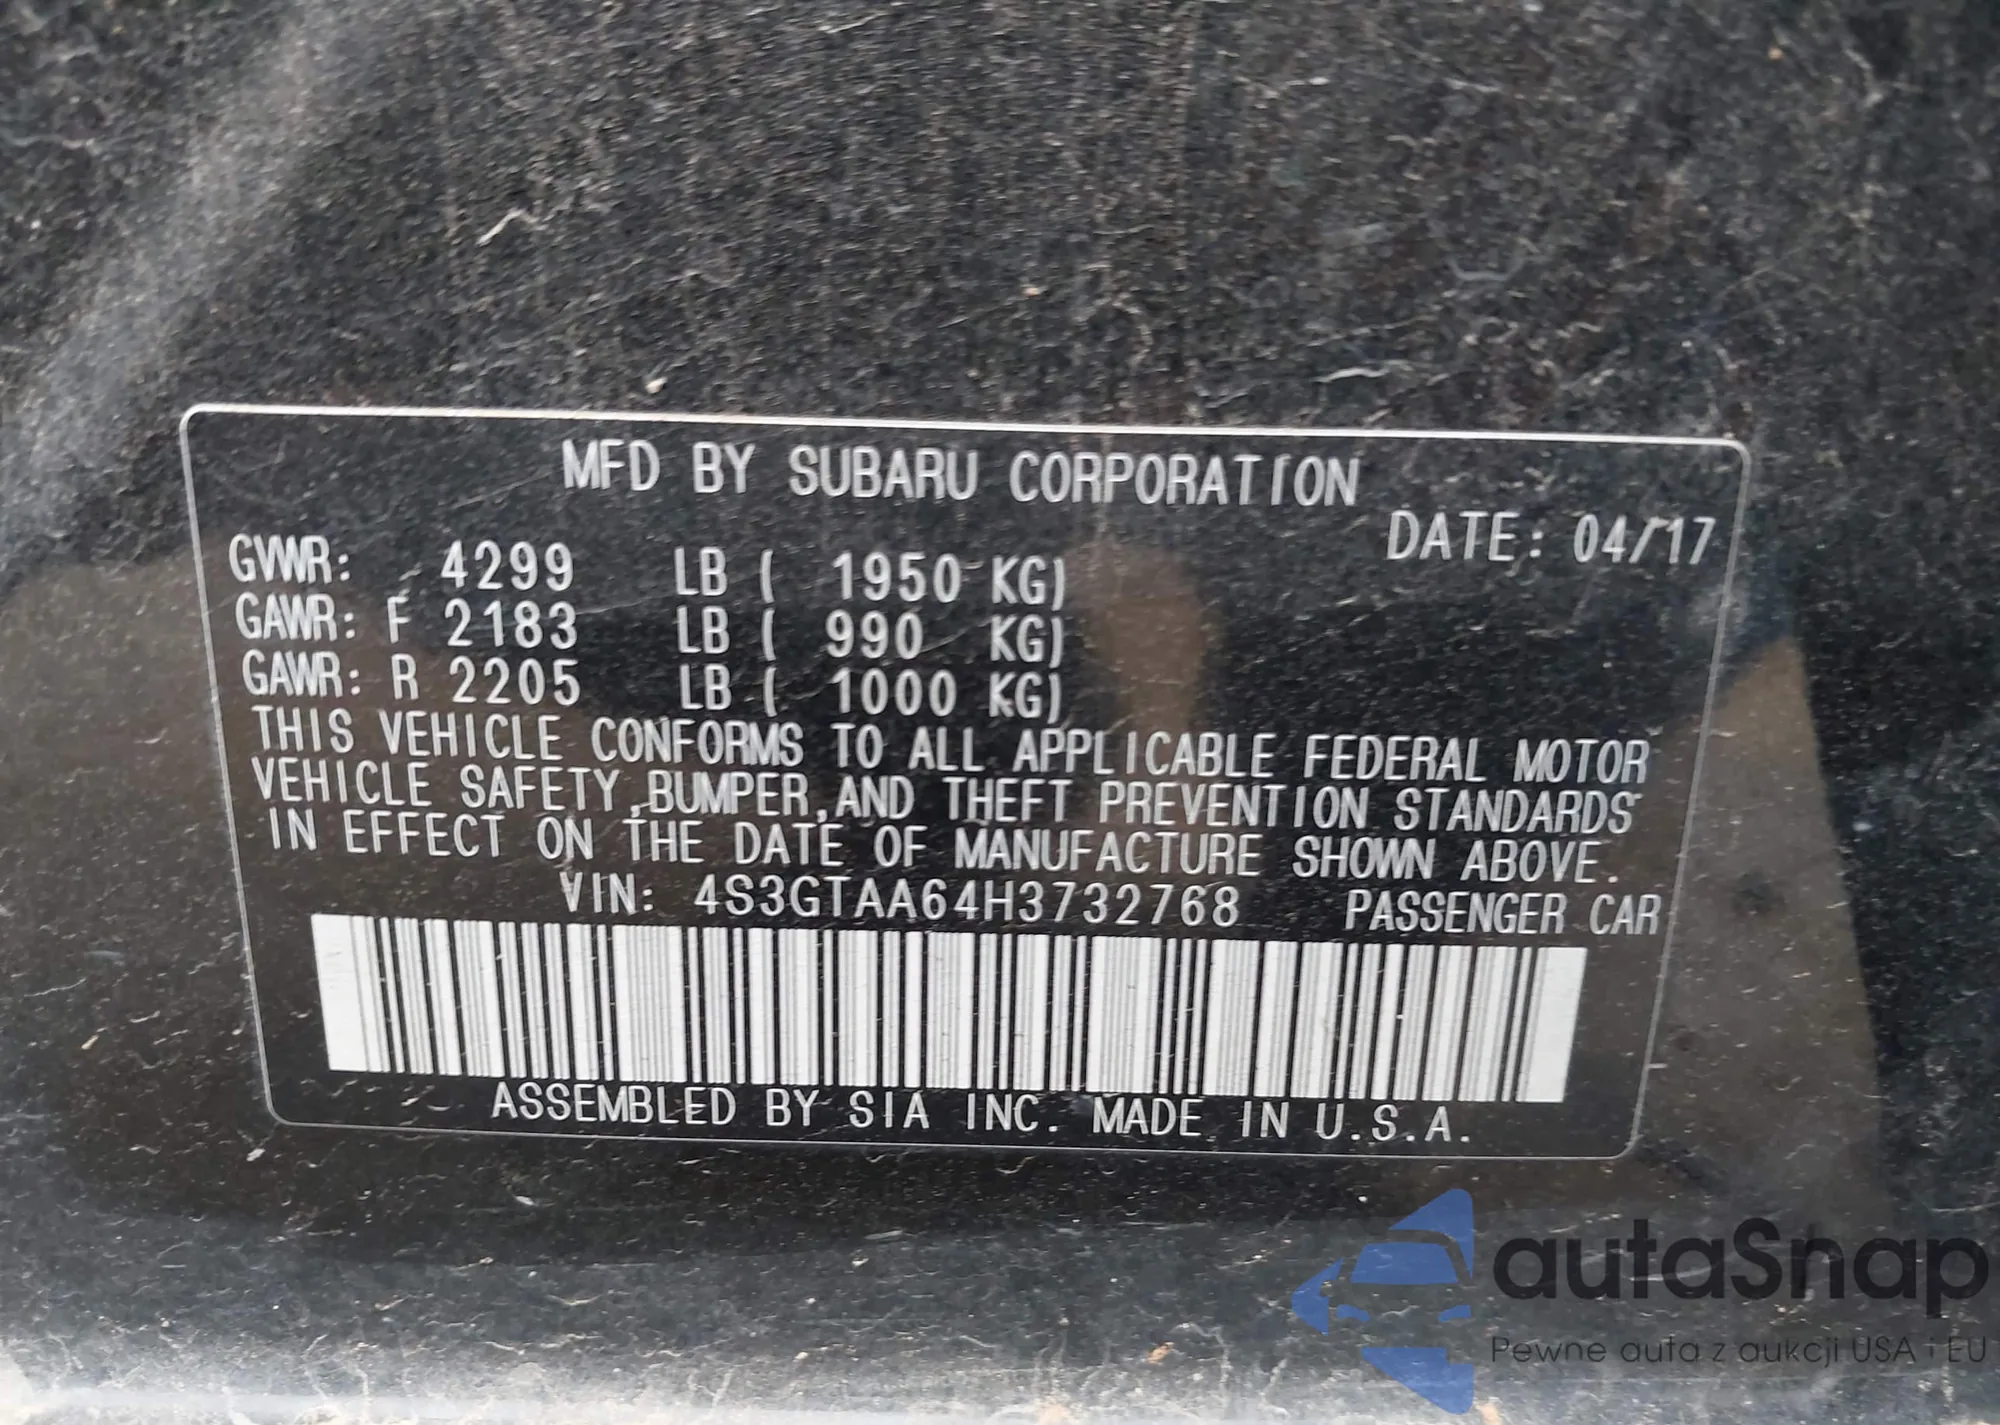 MFD BY SUBARU CORPORATION
DATE: 04/17
GVWR: 4299 LB ( 1950 KG)
GAWR: F 2183 LB ( 990 KG)
GAWR: R 2205 LB ( 1000 KG)
THIS VEHICLE CONFORMS TO ALL APPLICABLE FEDERAL MOTOR
VEHICLE SAFETY,BUMPER,AND THEFT PREVENTION STANDARDS
IN EFFECT ON THE DATE OF MANUFACTURE SHOWN ABOVE.
VIN: 4S3GTAA64H3732768 PASSENGER CAR
ASSEMBLED BY SIA INC. MADE IN U.S.A.
autaSnap
Pewne auta z aukcji USA i EU